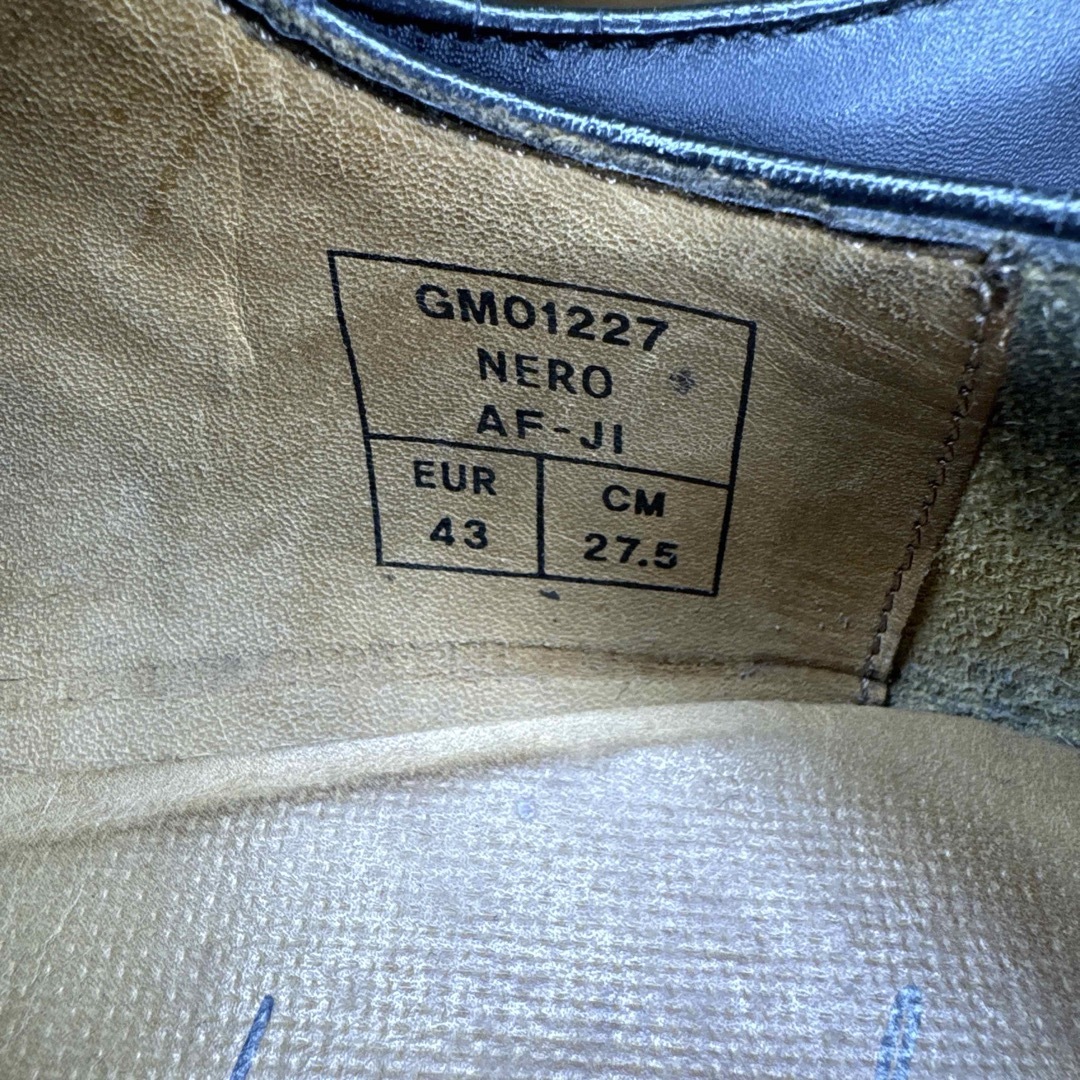 GM01227
NERO
AF-JI
EUR CM
43 27.5